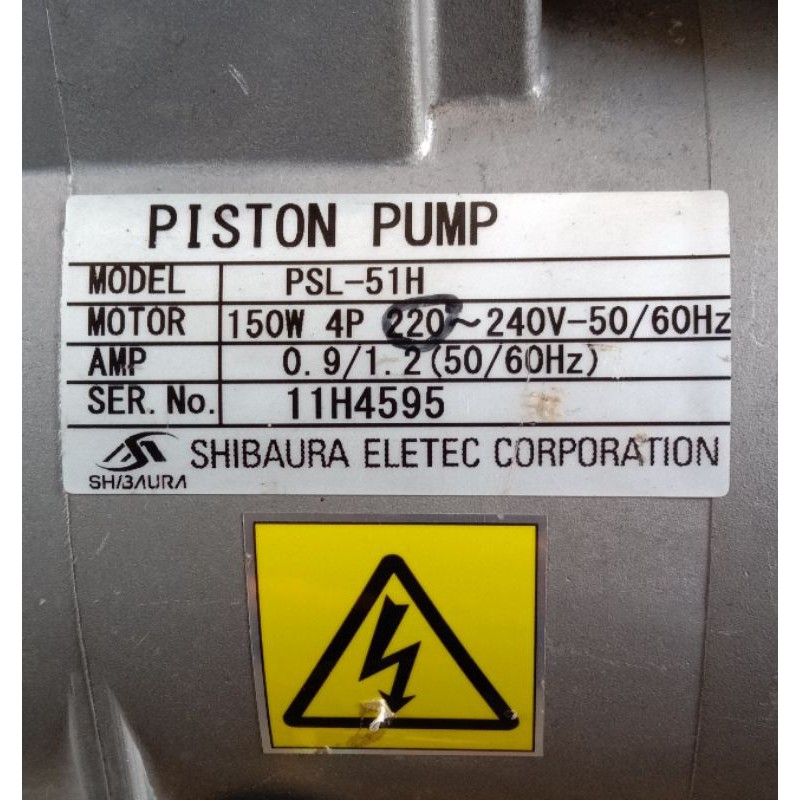 PISTON PUMP
MODEL PSL-51H
MOTOR 150W 4P 220~240V-50/60Hz
AMP 0.9/1.2(50/60Hz)
SER.No. 11H4595
SHIBAURA ELETEC CORPORATION
SHIBAURA